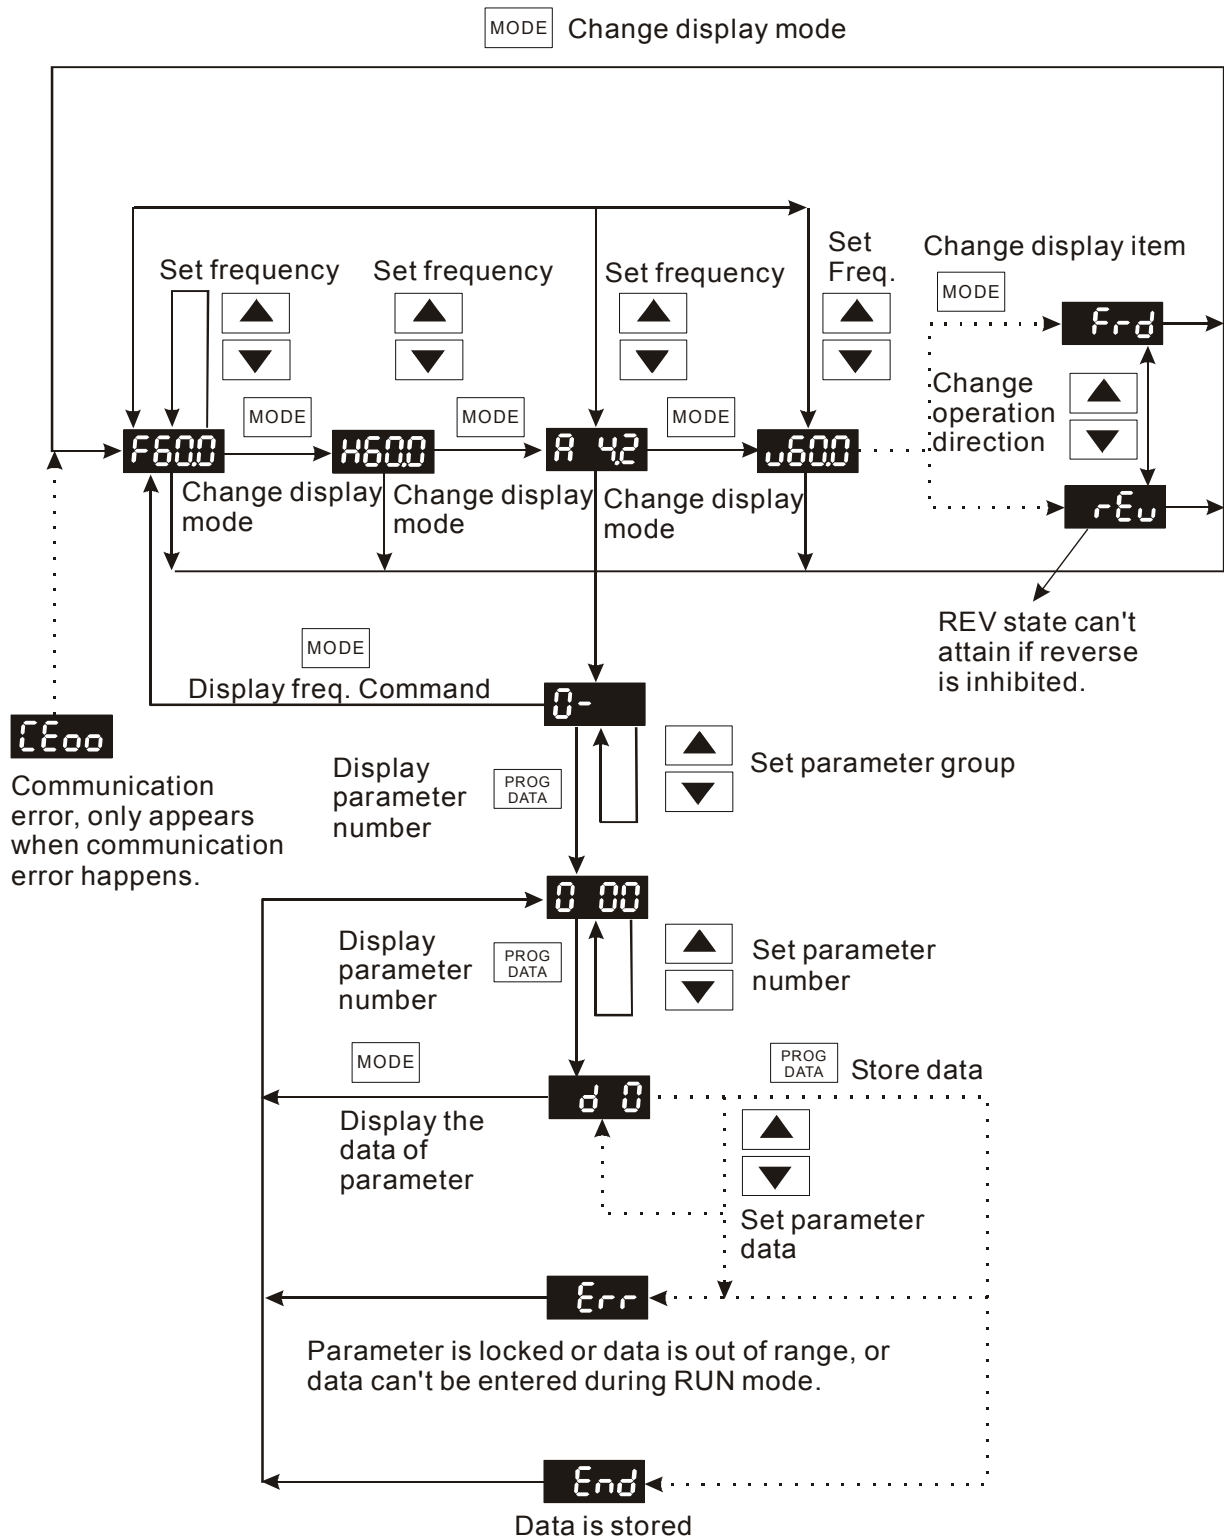 MODE Change display mode
Set frequency
Set frequency
Set frequency
Set
Freq.
Change display item
MODE
Frd
MODE
MODE
MODE
Change
operation
direction
F60.0
H60.0
A 4.2
u60.0
Change display
mode
Change display
mode
Change display
mode
rEv
REV state can't
attain if reverse
is inhibited.
MODE
Display freq. Command
0-
CEoo
Communication
error, only appears
when communication
error happens.
Display
parameter
number
PROG
DATA
Set parameter group
0 00
Display
parameter
number
PROG
DATA
Set parameter
number
MODE
d 0
PROG
DATA
Store data
Display the
data of
parameter
Set parameter
data
Err
Parameter is locked or data is out of range, or
data can't be entered during RUN mode.
End
Data is stored